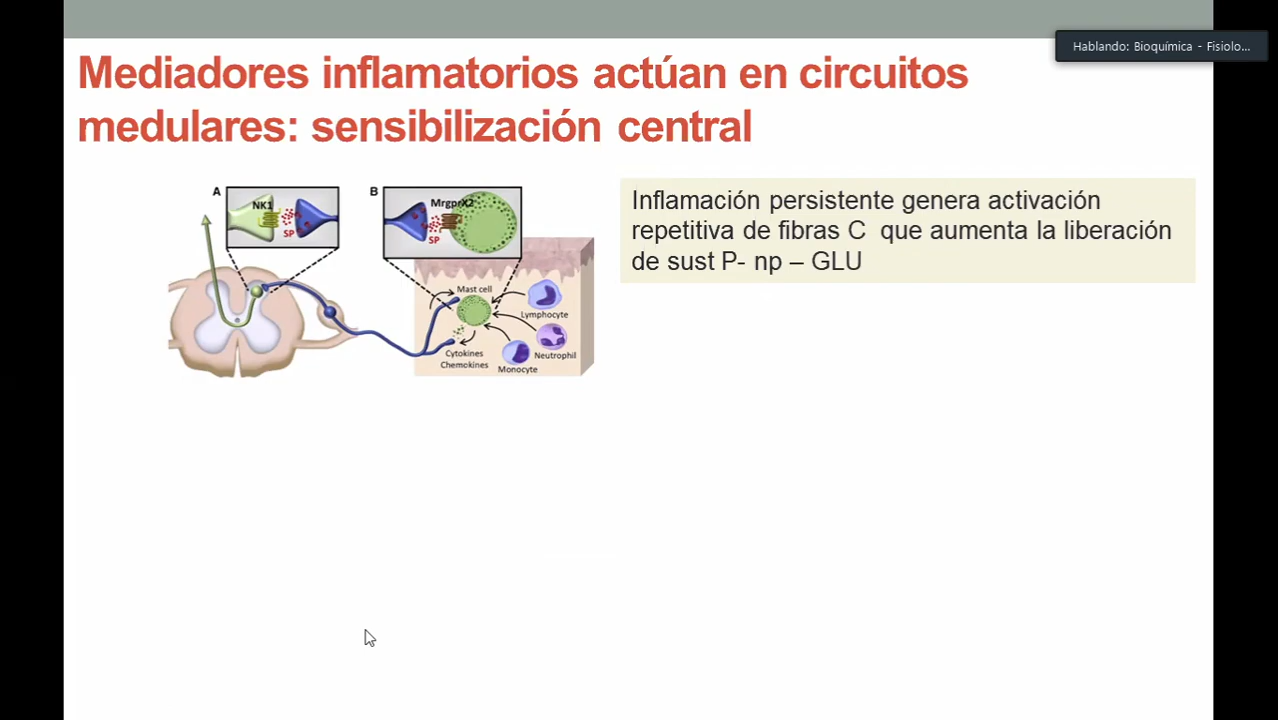 Hablando: Bioquímica - Fisiolo...
Mediadores inflamatorios actúan en circuitos
medulares: sensibilización central
A
NK1
SP
B
MrgprX2
SP
Mast cell
Lymphocyte
Neutrophil
Monocyte
Cytokines
Chemokines
Inflamación persistente genera activación
repetitiva de fibras C que aumenta la liberación
de sust P- np – GLU